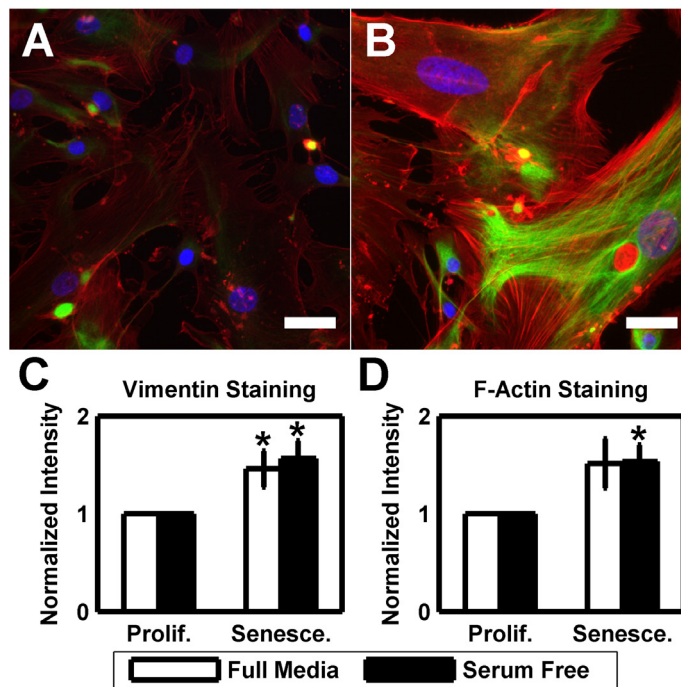 A
B
C
Vimentin Staining
Normalized Intensity
2
1
0
* *
Prolif. Senesce.
D
F-Actin Staining
Normalized Intensity
2
1
0
*
Prolif. Senesce.
Full Media Serum Free